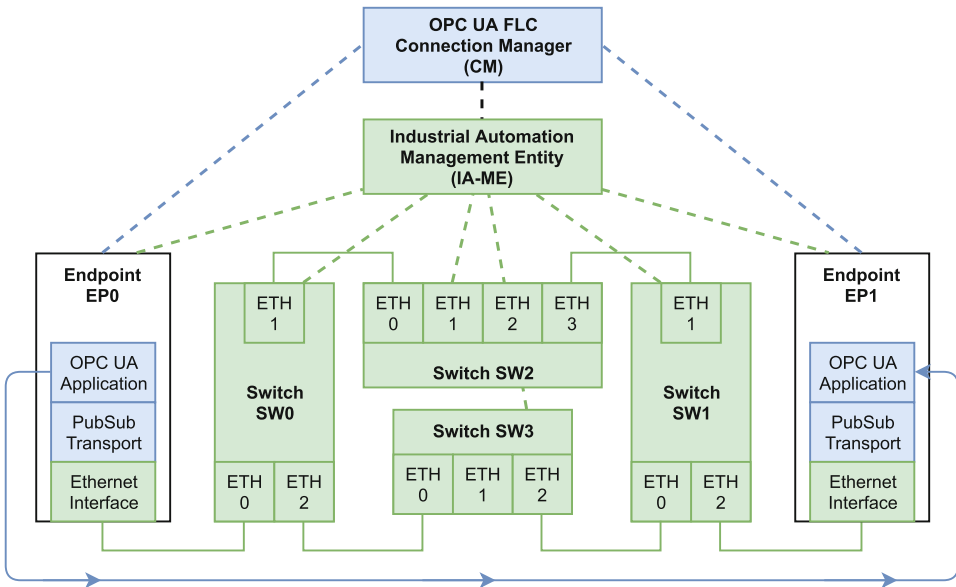 OPC UA FLC
Connection Manager
(CM)
Industrial Automation
Management Entity
(IA-ME)
Endpoint
EP0
OPC UA
Application
PubSub
Transport
Ethernet
Interface
ETH
1
Switch
SW0
ETH
0
ETH
2
ETH
0
ETH
1
ETH
2
ETH
3
Switch SW2
Switch SW3
ETH
0
ETH
1
ETH
2
ETH
1
Switch
SW1
ETH
0
ETH
2
Endpoint
EP1
OPC UA
Application
PubSub
Transport
Ethernet
Interface